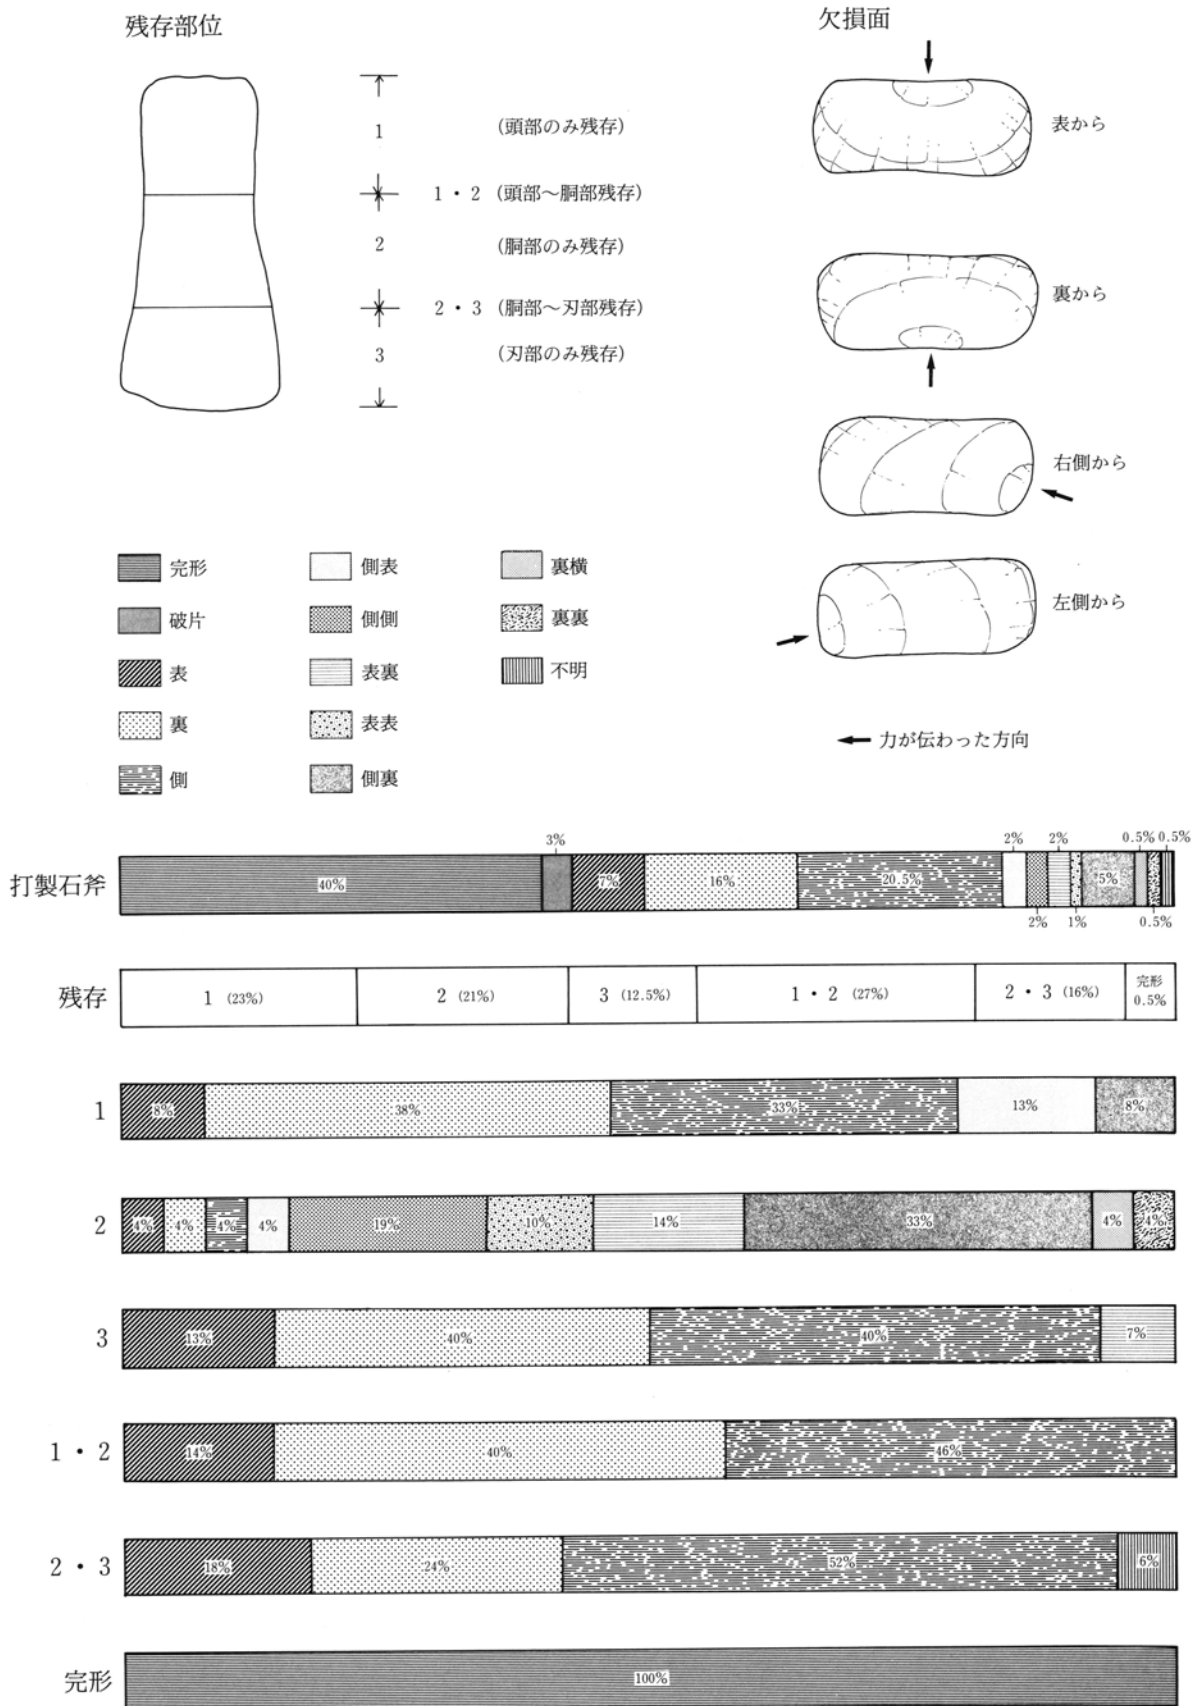 残存部位
1 (頭部のみ残存)
1・2 (頭部～胴部残存)
2 (胴部のみ残存)
2・3 (胴部～刃部残存)
3 (刃部のみ残存)
欠損面
表から
裏から
右側から
左側から
← 力が伝わった方向
完形
破片
表
裏
側
側表
側側
表裏
表表
側裏
裏横
裏裏
不明
3% 2% 2% 0.5% 0.5%
打製石斧 40% 7% 16% 20.5% 5%
2% 1% 0.5%
残存 1 (23%) 2 (21%) 3 (12.5%) 1・2 (27%) 2・3 (16%) 完形 0.5%
1 8% 38% 33% 13% 8%
2 4% 4% 4% 4% 19% 10% 14% 33% 4% 4%
3 13% 40% 40% 7%
1・2 14% 40% 46%
2・3 18% 24% 52% 6%
完形 100%